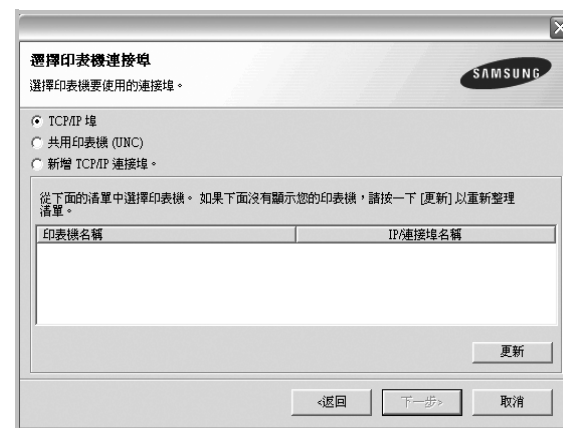 選擇印表機連接埠
選擇印表機要使用的連接埠。
SAMSUNG
TCP/IP 埠
共用印表機 (UNC)
新增 TCP/IP 連接埠。
從下面的清單中選擇印表機。 如果下面沒有顯示您的印表機，請按一下 [更新] 以重新整理
清單。
印表機名稱 IP/連接埠名稱
更新
<返回 下一步> 取消